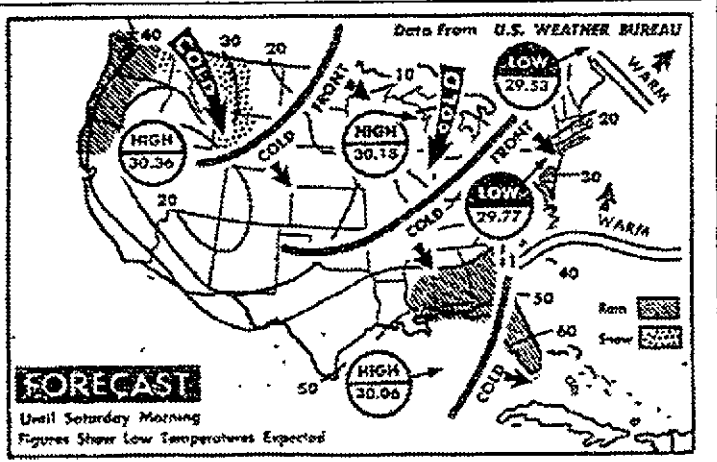 Data from U.S. WEATHER BUREAU
40
COLD
30
20
FRONT
COLD
10
COLD
LOW
29.53
WARM
HIGH
30.36
HIGH
30.18
FRONT
20
COLD
LOW
29.77
30
WARM
20
40
50
60
Rain
Snow
50
HIGH
30.06
COLD
FORECAST
Until Saturday Morning
Figures Show Low Temperatures Expected